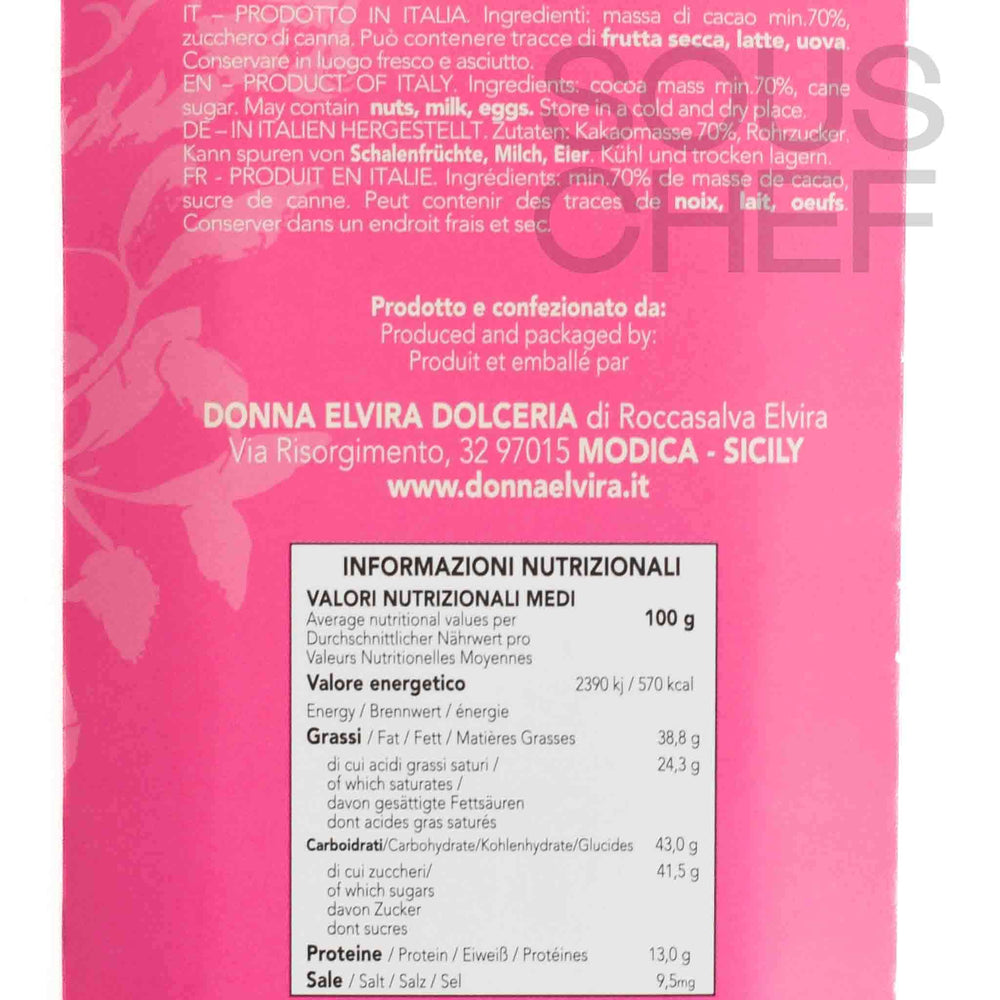 IT – PRODOTTO IN ITALIA. Ingredienti: massa di cacao min.70%,
zucchero di canna. Può contenere tracce di frutta secca, latte, uova.
Conservare in luogo fresco e asciutto.
EN – PRODUCT OF ITALY. Ingredients: cocoa mass min.70%, cane
sugar. May contain nuts, milk, eggs. Store in a cold and dry place.
DE – IN ITALIEN HERGESTELLT. Zutaten: Kakaomasse 70%, Rohrzucker.
Kann spuren von Schalenfrüchte, Milch, Eier. Kühl und trocken lagern.
FR - PRODUIT EN ITALIE. Ingrédients: min.70% de masse de cacao,
sucre de canne. Peut contenir des traces de noix, lait, oeufs.
Conserver dans un endroit frais et sec.
SOUS
CHEF
Prodotto e confezionato da:
Produced and packaged by:
Produit et emballé par
DONNA ELVIRA DOLCERIA di Roccasalva Elvira
Via Risorgimento, 32 97015 MODICA - SICILY
www.donnaelvira.it
INFORMAZIONI NUTRIZIONALI
VALORI NUTRIZIONALI MEDI
Average nutritional values per 100 g
Durchschnittlicher Nährwert pro
Valeurs Nutritionelles Moyennes
Valore energetico 2390 kj / 570 kcal
Energy / Brennwert / énergie
Grassi / Fat / Fett / Matières Grasses 38,8 g
di cui acidi grassi saturi / 24,3 g
of which saturates /
davon gesättigte Fettsäuren
dont acides gras saturés
Carboidrati/Carbohydrate/Kohlenhydrate/Glucides 43,0 g
di cui zuccheri/ 41,5 g
of which sugars
davon Zucker
dont sucres
Proteine / Protein / Eiweiß / Protéines 13,0 g
Sale / Salt / Salz / Sel 9,5mg